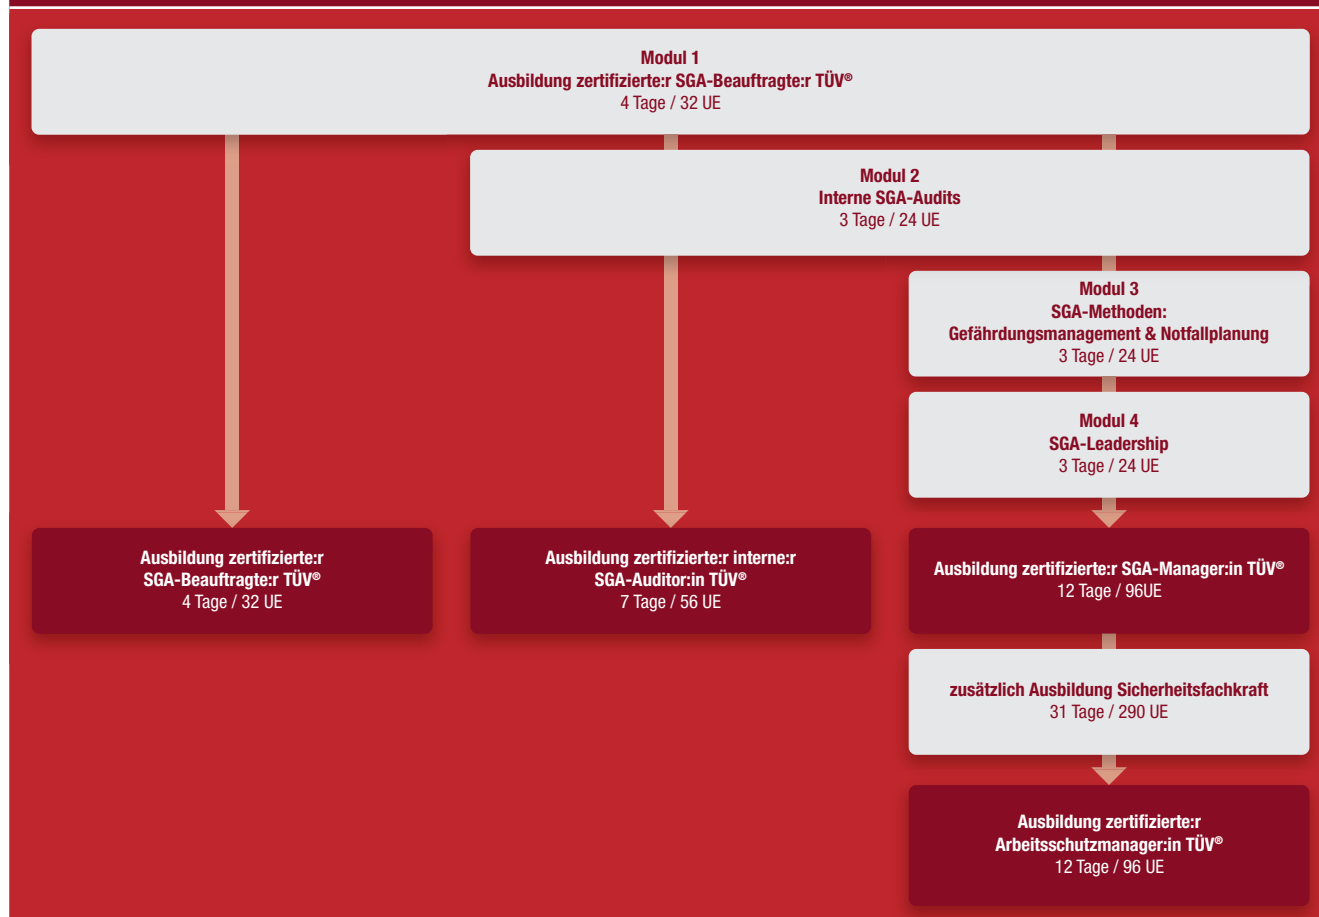 Modul 1
Ausbildung zertifizierte:r SGA-Beauftragte:r TÜV®
4 Tage / 32 UE
Modul 2
Interne SGA-Audits
3 Tage / 24 UE
Modul 3
SGA-Methoden:
Gefährdungsmanagement & Notfallplanung
3 Tage / 24 UE
Modul 4
SGA-Leadership
3 Tage / 24 UE
Ausbildung zertifizierte:r
SGA-Beauftragte:r TÜV®
4 Tage / 32 UE
Ausbildung zertifizierte:r interne:r
SGA-Auditor:in TÜV®
7 Tage / 56 UE
Ausbildung zertifizierte:r SGA-Manager:in TÜV®
12 Tage / 96UE
zusätzlich Ausbildung Sicherheitsfachkraft
31 Tage / 290 UE
Ausbildung zertifizierte:r
Arbeitsschutzmanager:in TÜV®
12 Tage / 96 UE